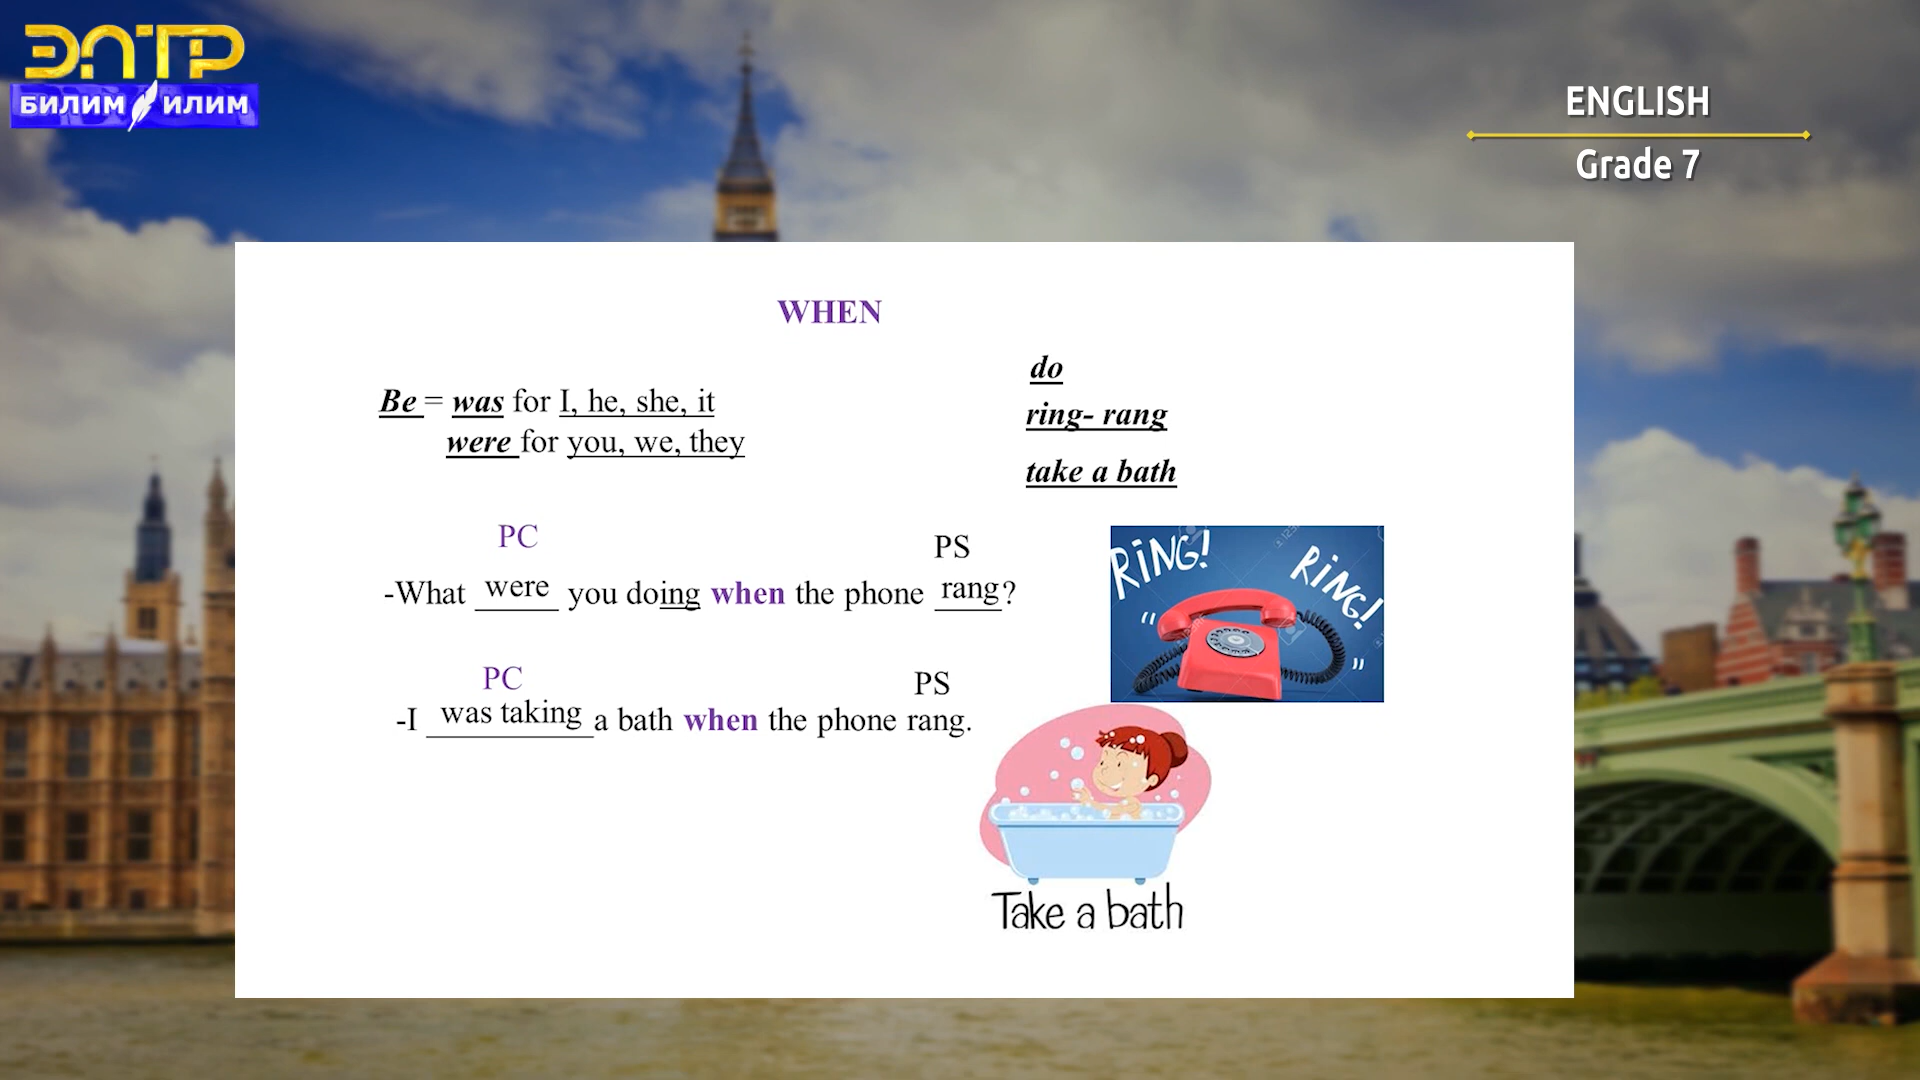 ЭЛТР
БИЛИМ ИЛИМ
ENGLISH
Grade 7
WHEN
Be = was for I, he, she, it
were for you, we, they
do
ring- rang
take a bath
PC
PS
-What were you doing when the phone rang?
PC
PS
-I was taking a bath when the phone rang.
RING!
RING!
Take a bath